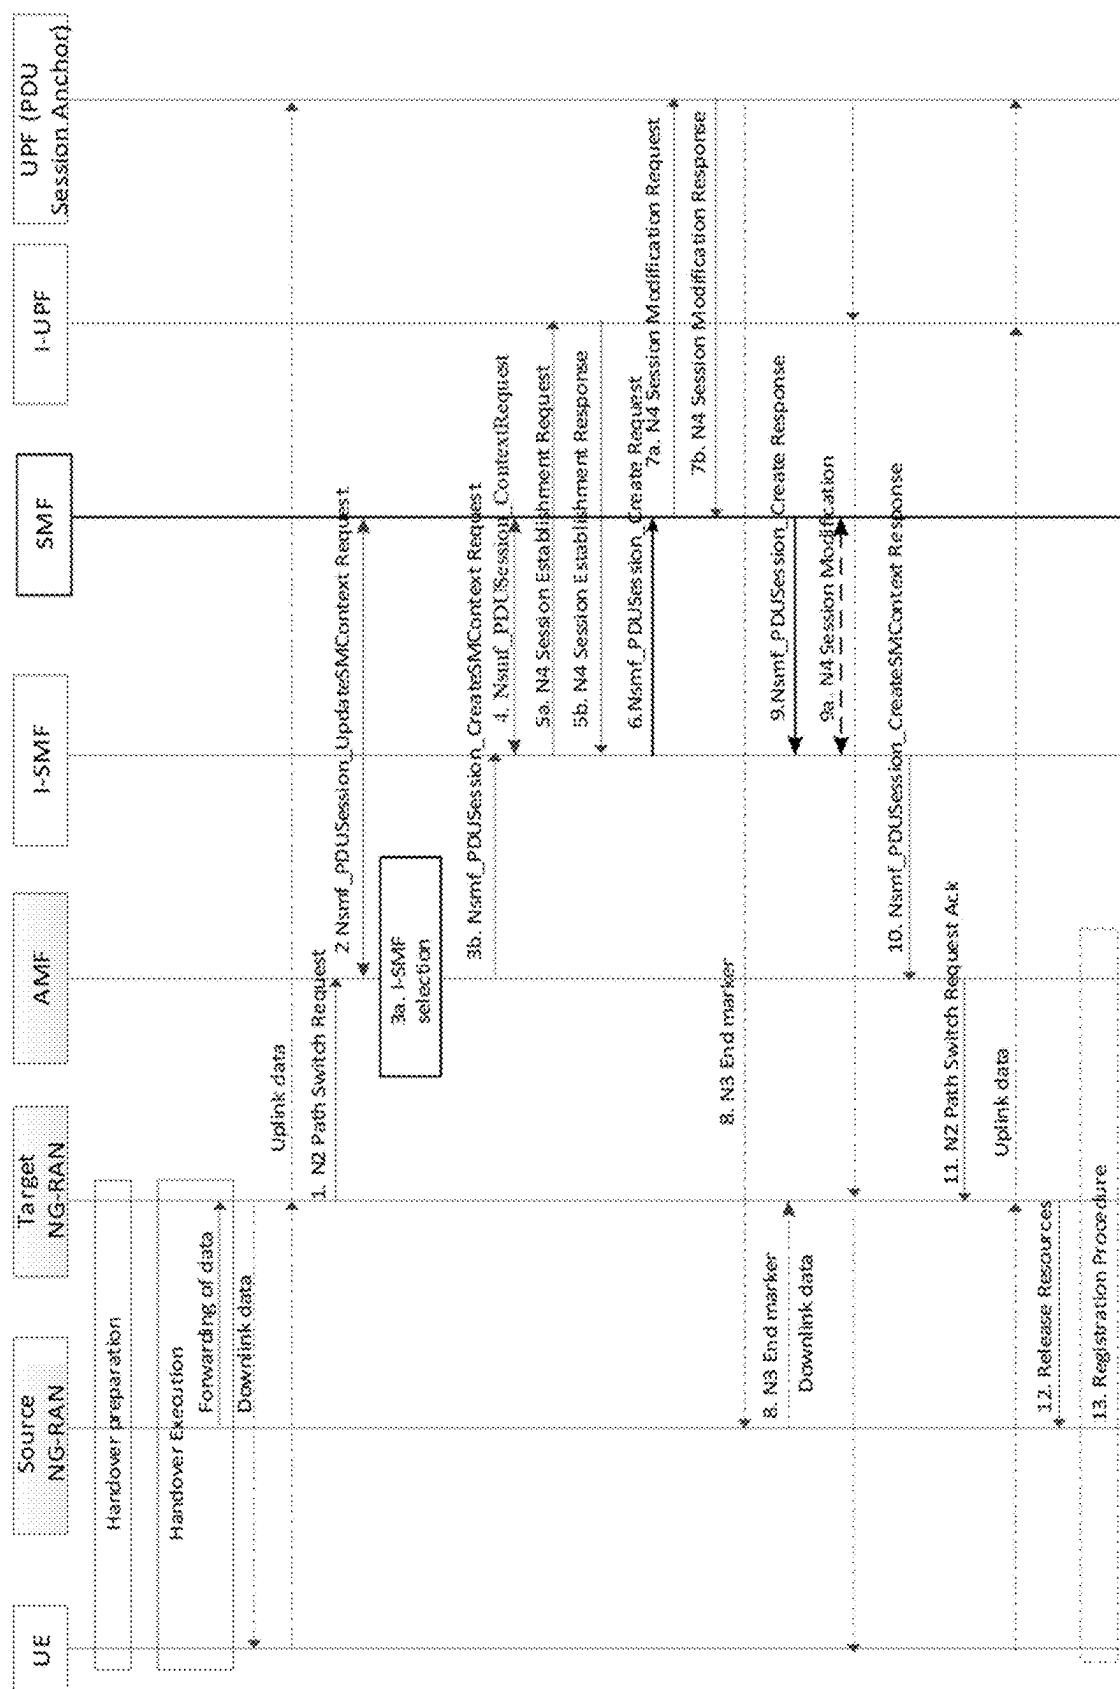 UE
Source
NG-RAN
Target
NG-RAN
AMF
I-SMF
SMF
I-UPF
UPF (PDU
Session Anchor)
Handover preparation
Handover Execution
Forwarding of data
Downlink data
Uplink data
1. N2 Path Switch Request
2 Nsmf_PDUSession_UpdateSMContext Request
3a. I-SMF
selection
3b. Nsmf_PDUSession_CreateSMContext Request
4. Nsmf_PDUSession_ContextRequest
5a. N4 Session Establishment Request
5b. N4 Session Establishment Response
6.Nsmf_PDUSession_Create Request
7a. N4 Session Modification Request
7b. N4 Session Modification Response
8. N3 End marker
8. N3 End marker
Downlink data
9.Nsmf_PDUSession_Create Response
9a. N4 Session Modification
10. Nsmf_PDUSession_CreateSMContext Response
11. N2 Path Switch Request Ack
Uplink data
12. Release Resources
13. Registration Procedure